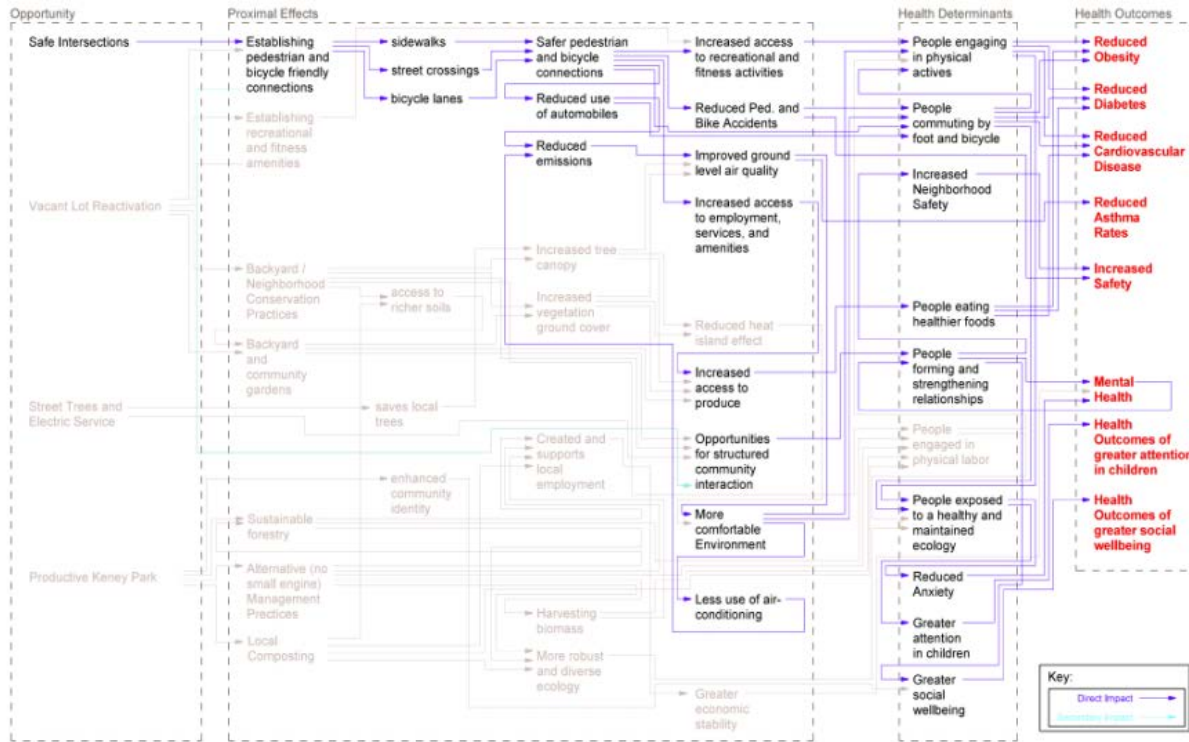 Opportunity
Proximal Effects
Health Determinants
Health Outcomes
Safe Intersections
Vacant Lot Reactivation
Street Trees and
Electric Service
Productive Keney Park
Establishing
pedestrian and
bicycle friendly
connections
Establishing
recreational
and fitness
amenities
Backyard /
Neighborhood
Conservation
Practices
Backyard
and
community
gardens
Sustainable
forestry
Alternative (no
small engine)
Management
Practices
Local
Composting
sidewalks
street crossings
bicycle lanes
access to
richer soils
saves local
trees
enhanced
community
identity
Safer pedestrian
and bicycle
connections
Reduced use
of automobiles
Reduced
emissions
Increased tree
canopy
Increased
vegetation
ground cover
Created and
supports
local
employment
Harvesting
biomass
More robust
and diverse
ecology
Increased access
to recreational and
fitness activities
Reduced Ped. and
Bike Accidents
Improved ground
level air quality
Increased access
to employment,
services, and
amenities
Reduced heat
island effect
Increased
access to
produce
Opportunities
for structured
community
interaction
More
comfortable
Environment
Less use of air-
conditioning
Greater
economic
stability
People engaging
in physical
actives
People
commuting by
foot and bicycle
Increased
Neighborhood
Safety
People eating
healthier foods
People
forming and
strengthening
relationships
People
engaged in
physical labor
People exposed
to a healthy and
maintained
ecology
Reduced
Anxiety
Greater
attention
in children
Greater
social
wellbeing
Reduced
Obesity
Reduced
Diabetes
Reduced
Cardiovascular
Disease
Reduced
Asthma
Rates
Increased
Safety
Mental
Health
Health
Outcomes of
greater attention
in children
Health
Outcomes of
greater social
wellbeing
Key:
Direct Impact
Secondary Impact